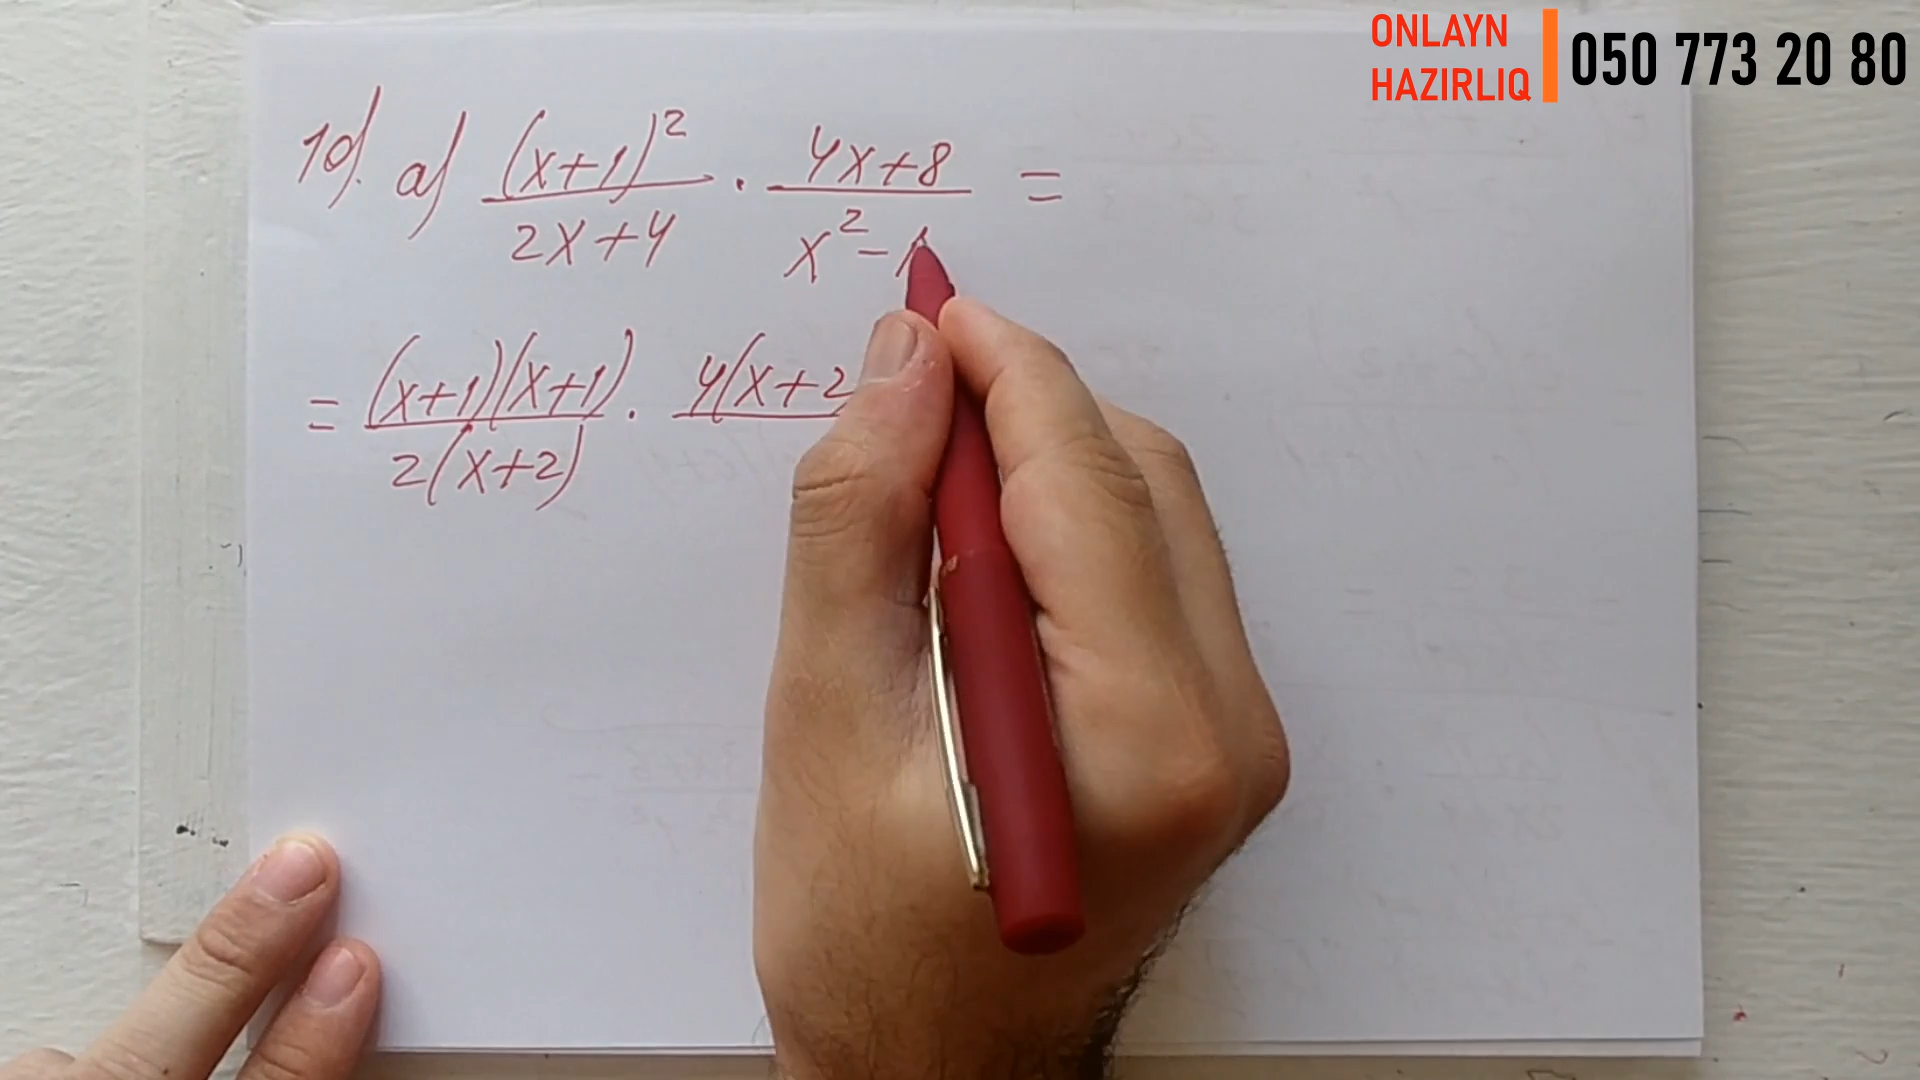 ONLAYN
HAZIRLIQ
050 773 20 80
10). a) (x+1)²/(2x+4) · (4x+8)/(x²-1) =
= (x+1)(x+1)/(2(x+2)) · 4(x+2